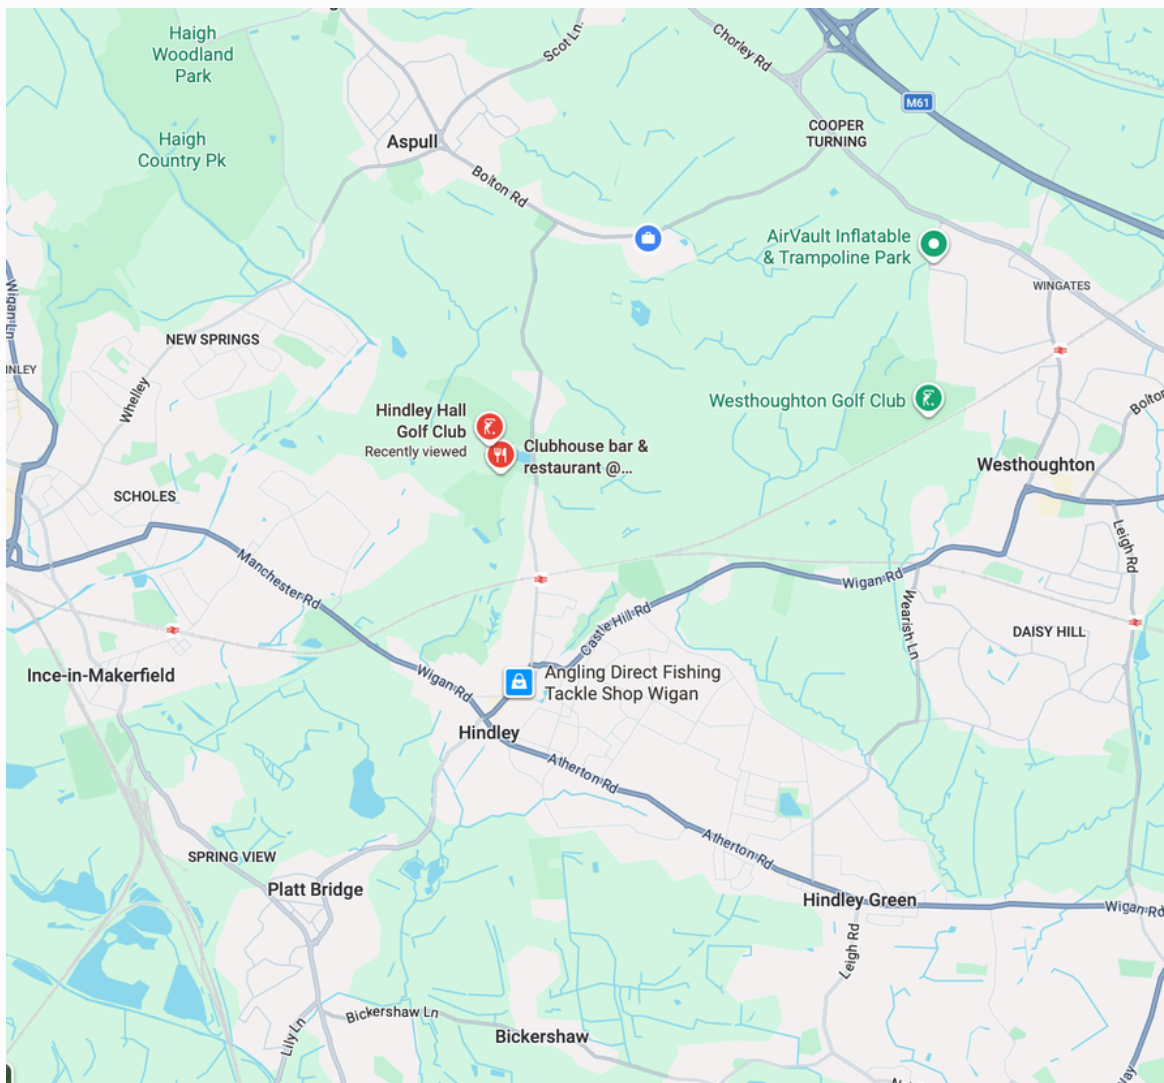 Haigh
Woodland
Park
Scot Ln.
Chorley Rd
M61
Haigh
Country Pk
Aspull
COOPER
TURNING
Bolton Rd
AirVault Inflatable
& Trampoline Park
WINGATES
Wigan Ln
NEW SPRINGS
INLEY
Whelley
Hindley Hall
Golf Club
Recently viewed
Clubhouse bar &
restaurant @...
Westhoughton Golf Club
Bolton
Westhoughton
SCHOLES
Leigh Rd
Manchester Rd
Wigan Rd
Castle Hill Rd
Wearish Ln
DAISY HILL
Ince-in-Makerfield
Wigan Rd
Angling Direct Fishing
Tackle Shop Wigan
Hindley
Atherton Rd
Atherton Rd
SPRING VIEW
Platt Bridge
Hindley Green
Wigan Rd
Leigh Rd
Bickershaw Ln
Lily Ln
Bickershaw